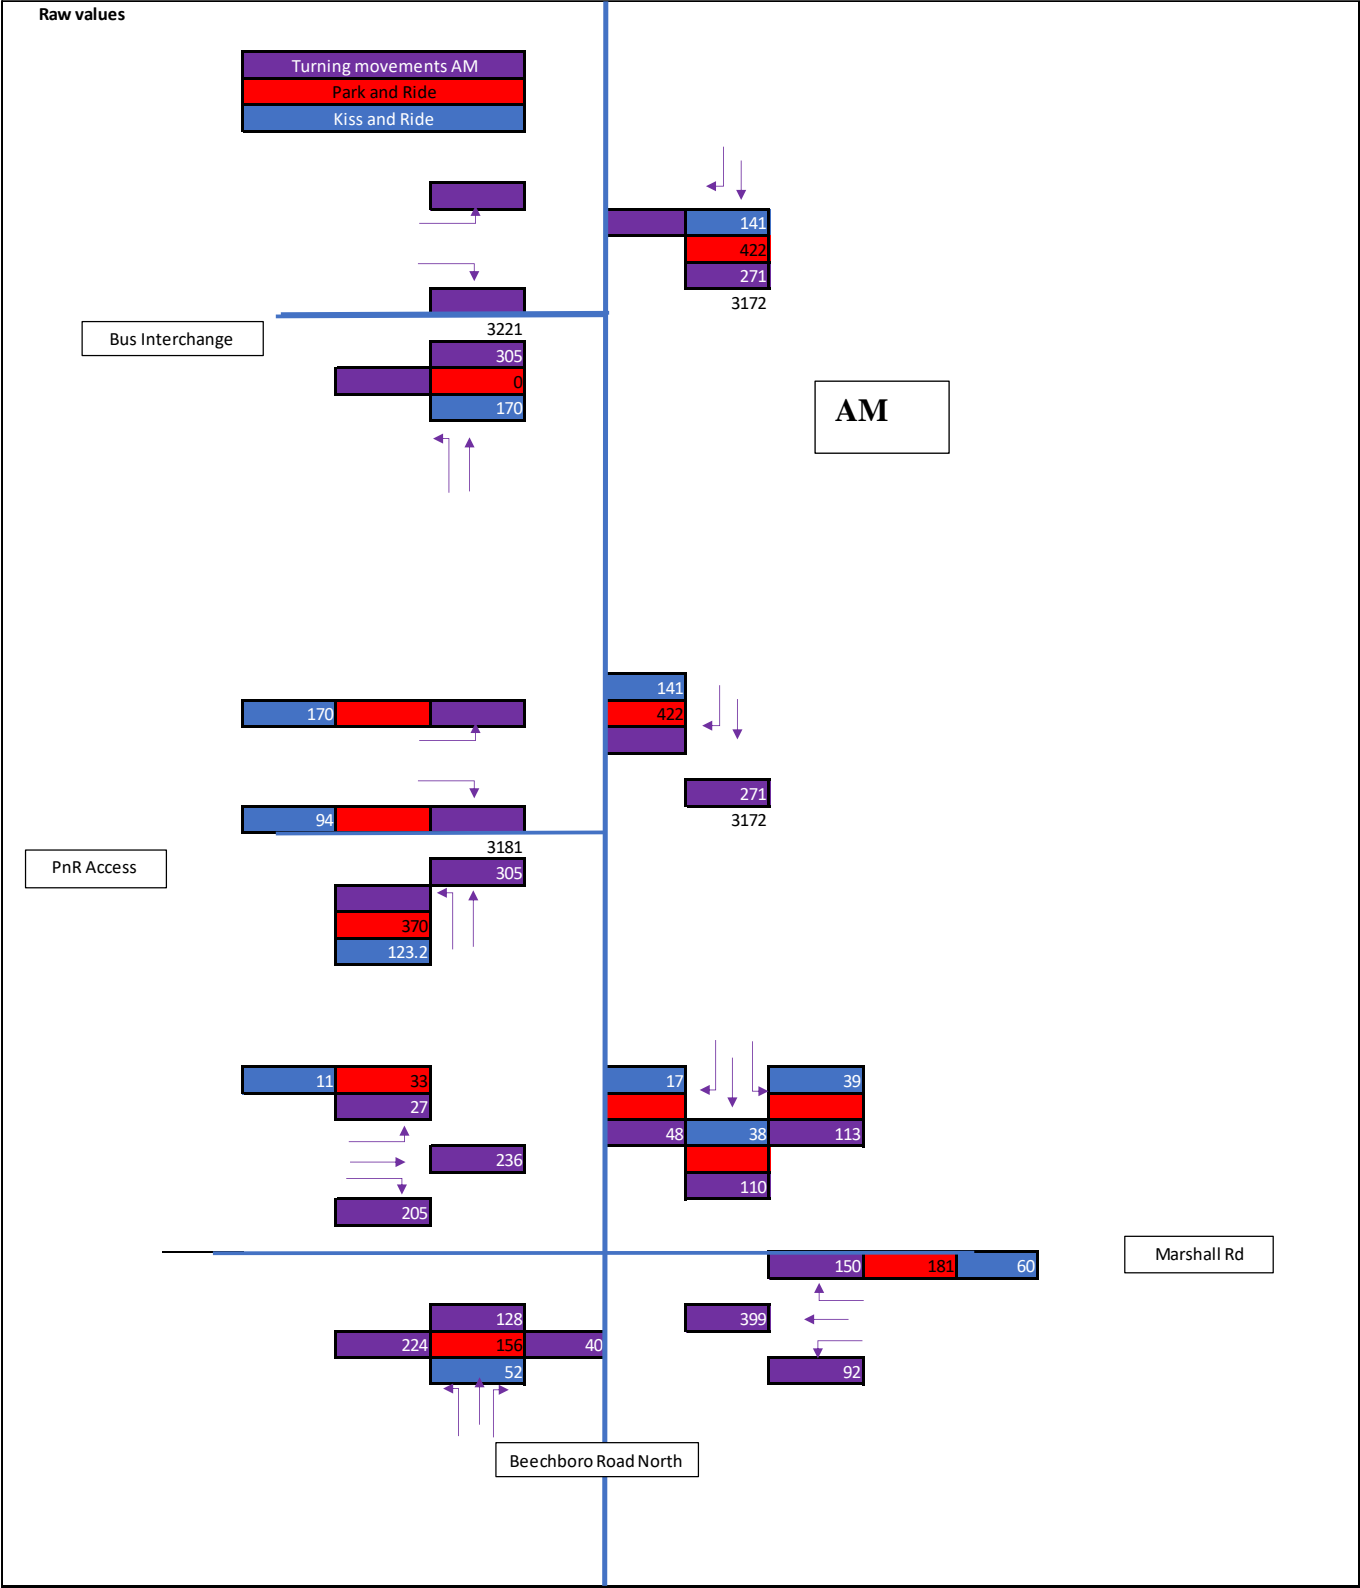 Raw values
Turning movements AM
Park and Ride
Kiss and Ride
141
422
271
3172
Bus Interchange
3221
305
0
170
AM
141
170
422
271
94
3172
3181
PnR Access
305
370
123.2
11 33
17
39
27
48 38 113
236
110
205
Marshall Rd
150 181 60
128
399
224 156 40
52
92
Beechboro Road North